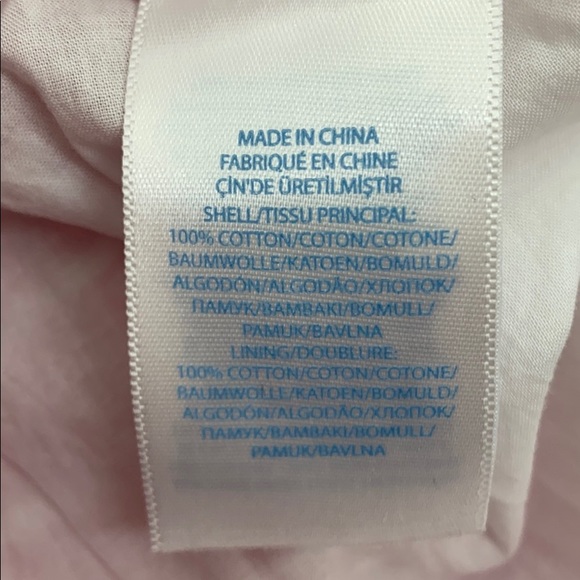 MADE IN CHINA
FABRIQUÉ EN CHINE
ÇİN'DE ÜRETİLMİŞTİR
SHELL/TISSU PRINCIPAL:
100% COTTON/COTON/COTONE/
BAUMWOLLE/KATOEN/BOMULD/
ALGODÓN/ALGODÃO/ХЛОПОК/
ПАМУК/BAMBAKI/BOMULL/
PAMUK/BAVLNA
LINING/DOUBLURE:
100% COTTON/COTON/COTONE/
BAUMWOLLE/KATOEN/BOMULD/
ALGODÓN/ALGODÃO/ХЛОПОК/
ПАМУК/BAMBAKI/BOMULL/
PAMUK/BAVLNA